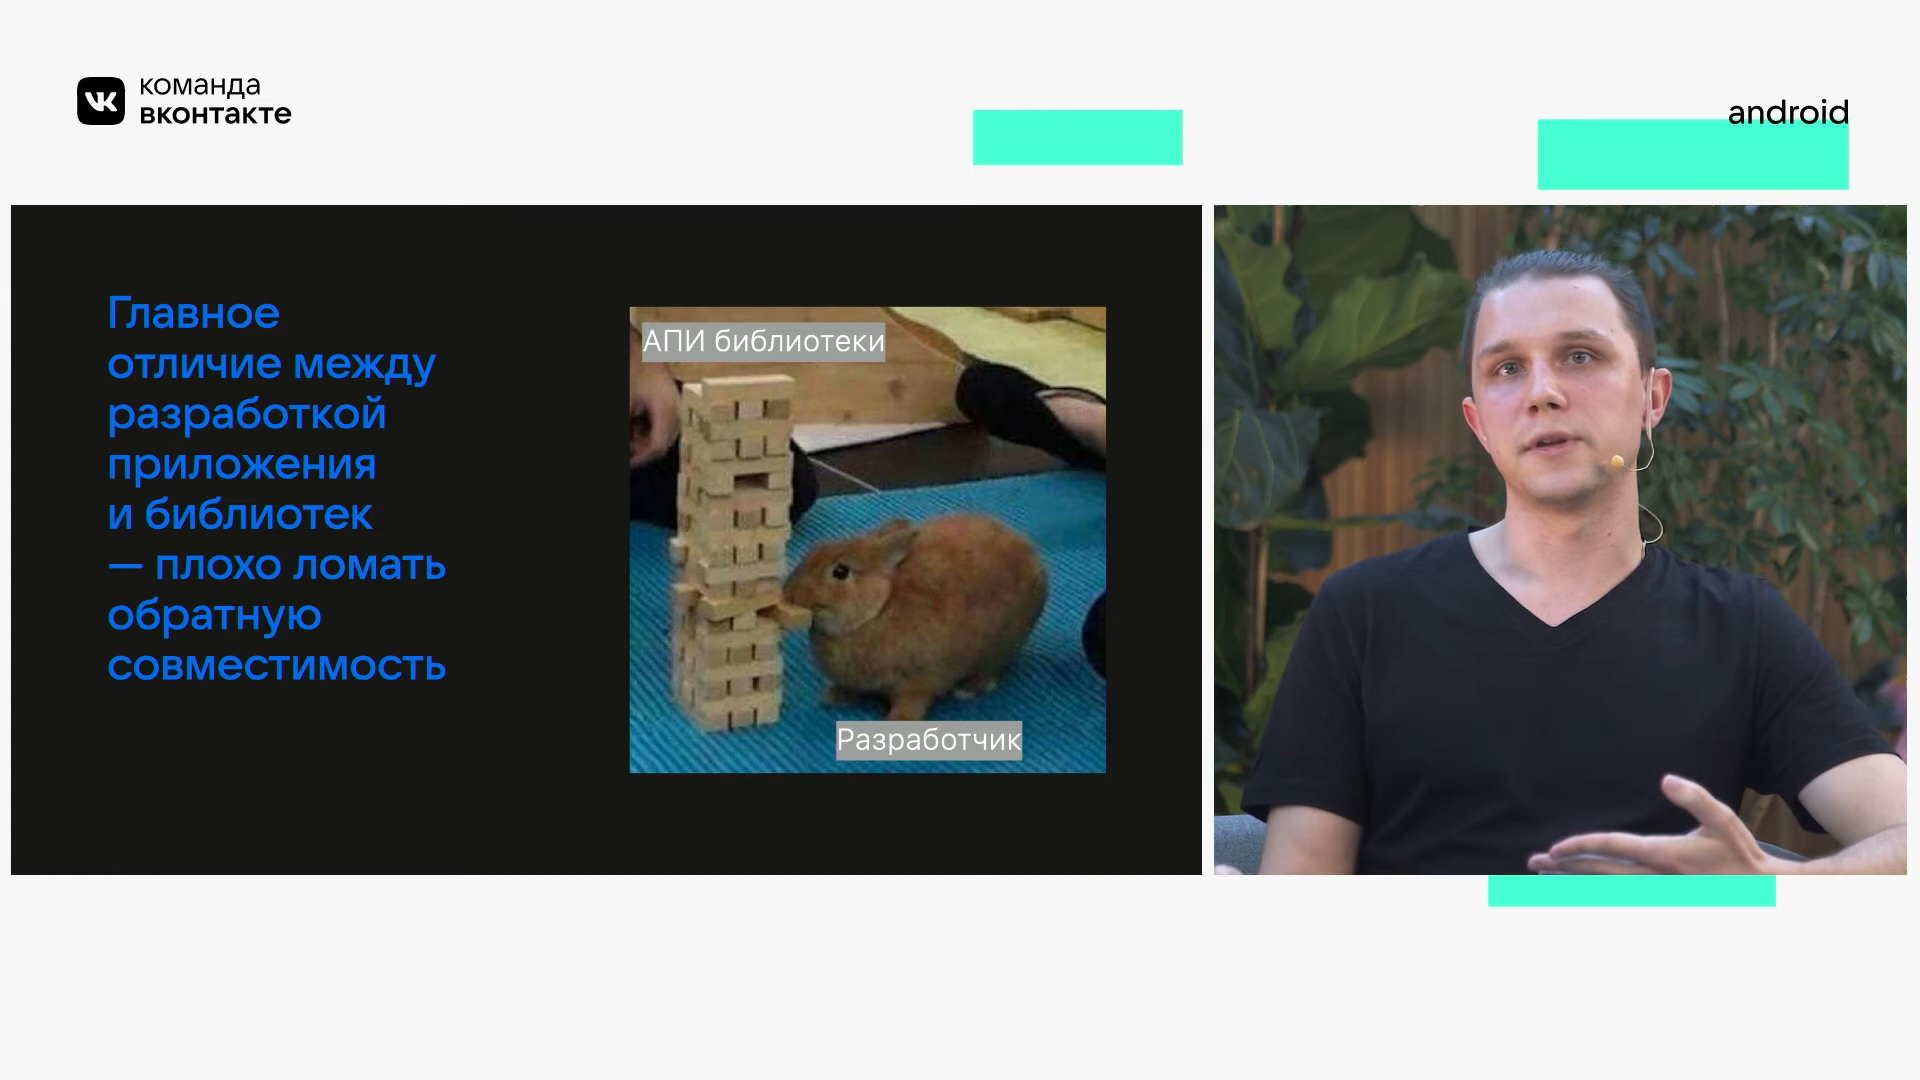 команда
вконтакте
android
Главное
отличие между
разработкой
приложения
и библиотек
— плохо ломать
обратную
совместимость
АПИ библиотеки
Разработчик